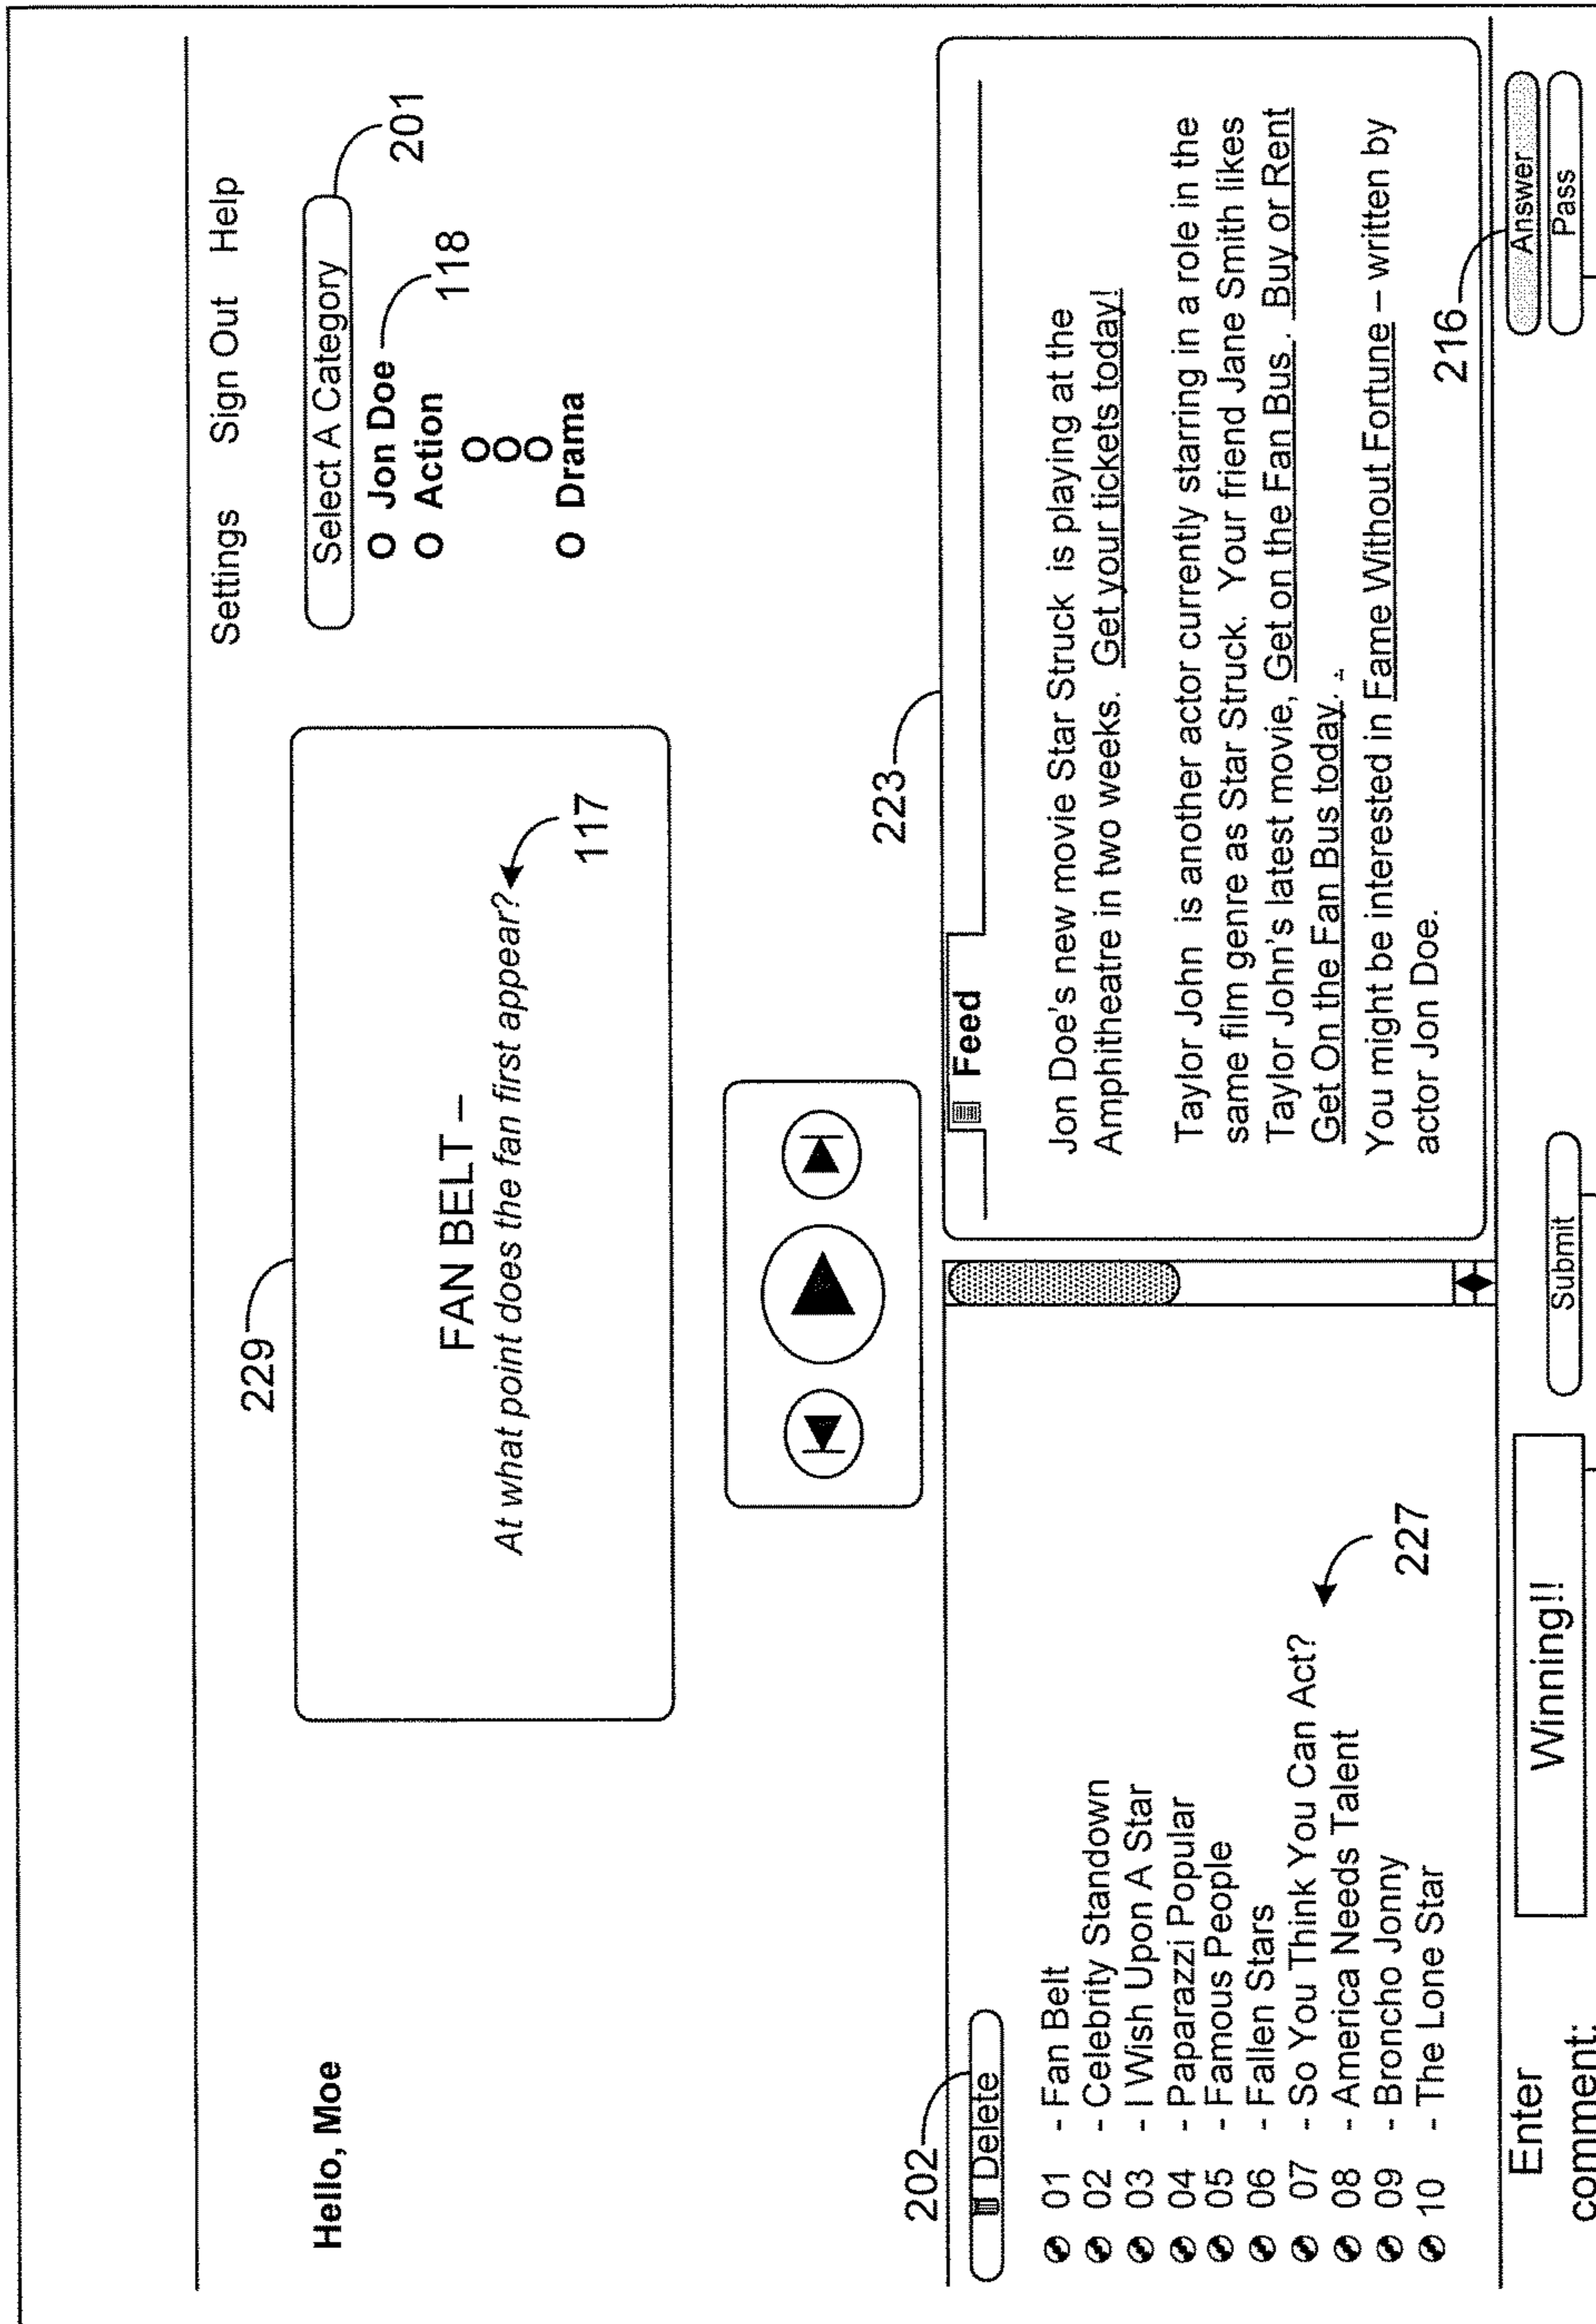 Settings Sign Out Help
Hello, Moe
229
Select A Category
201
O Jon Doe
118
O Action
O
O
O
O Drama
FAN BELT –
At what point does the fan first appear?
117
202
Delete
01 - Fan Belt
02 - Celebrity Standown
03 - I Wish Upon A Star
04 - Paparazzi Popular
05 - Famous People
06 - Fallen Stars
07 - So You Think You Can Act?
08 - America Needs Talent
09 - Broncho Jonny
10 - The Lone Star
227
223
Feed
Jon Doe's new movie Star Struck is playing at the
Amphitheatre in two weeks. Get your tickets today!
Taylor John is another actor currently starring in a role in the
same film genre as Star Struck. Your friend Jane Smith likes
Taylor John's latest movie, Get on the Fan Bus . Buy or Rent
Get On the Fan Bus today. .
You might be interested in Fame Without Fortune – written by
actor Jon Doe.
216
Enter
comment:
Winning!!
Submit
Answer
Pass